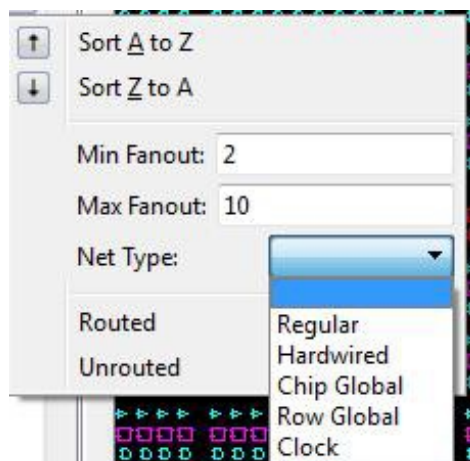 Sort A to Z
Sort Z to A
Min Fanout: 2
Max Fanout: 10
Net Type:
Routed
Unrouted
Regular
Hardwired
Chip Global
Row Global
Clock